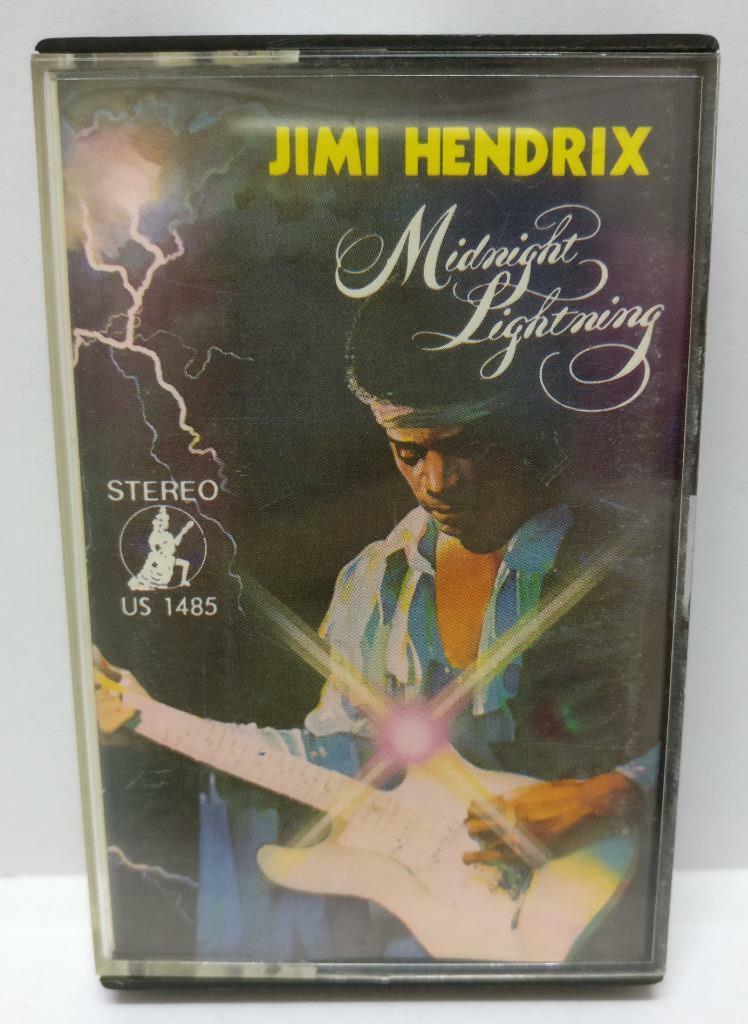 JIMI HENDRIX
Midnight
Lightning
STEREO
US 1485